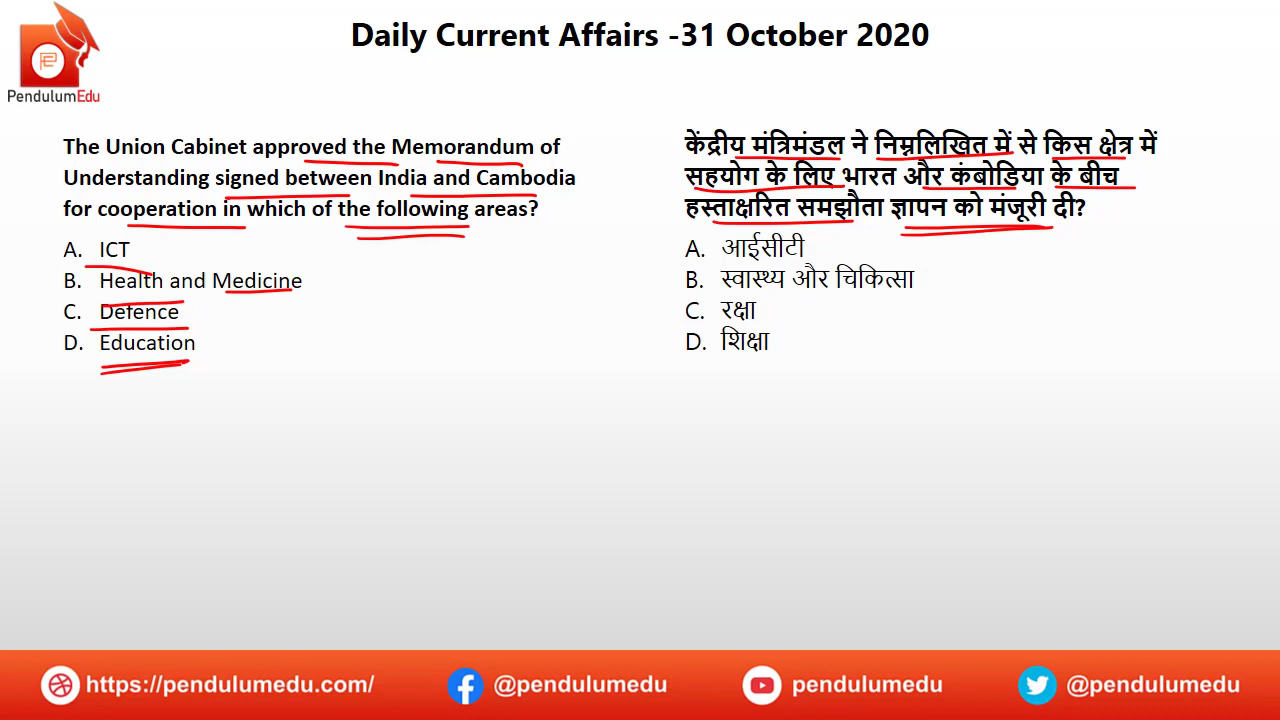 Daily Current Affairs -31 October 2020
PendulumEdu
The Union Cabinet approved the Memorandum of
Understanding signed between India and Cambodia
for cooperation in which of the following areas?
A. ICT
B. Health and Medicine
C. Defence
D. Education
केंद्रीय मंत्रिमंडल ने निम्नलिखित में से किस क्षेत्र में
सहयोग के लिए भारत और कंबोडिया के बीच
हस्ताक्षरित समझौता ज्ञापन को मंजूरी दी?
A. आईसीटी
B. स्वास्थ्य और चिकित्सा
C. रक्षा
D. शिक्षा
https://pendulumedu.com/
@pendulumedu
pendulumedu
@pendulumedu